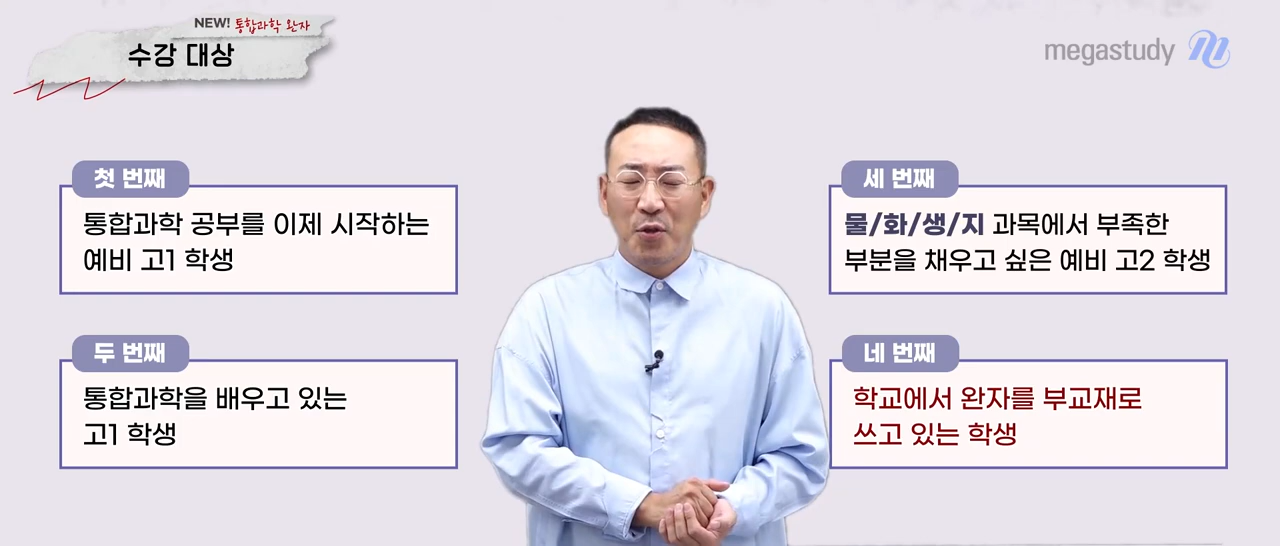 NEW! 통합과학 완자
수강 대상
megastudy
첫 번째
통합과학 공부를 이제 시작하는
예비 고1 학생
두 번째
통합과학을 배우고 있는
고1 학생
세 번째
물/화/생/지 과목에서 부족한
부분을 채우고 싶은 예비 고2 학생
네 번째
학교에서 완자를 부교재로
쓰고 있는 학생